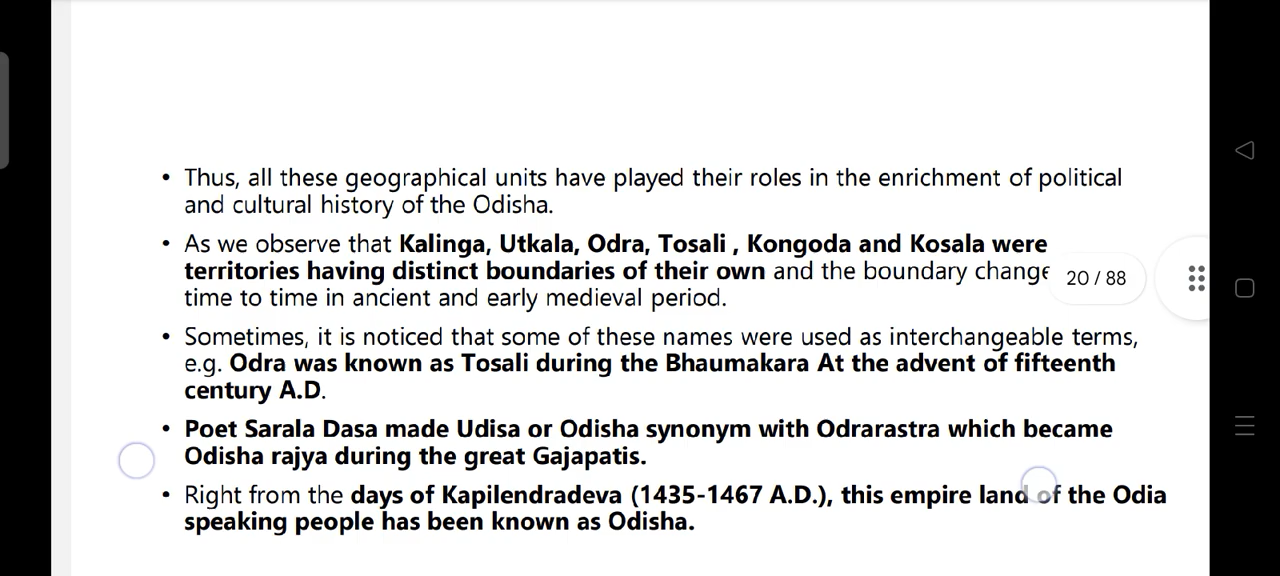 • Thus, all these geographical units have played their roles in the enrichment of political
and cultural history of the Odisha.
• As we observe that Kalinga, Utkala, Odra, Tosali , Kongoda and Kosala were
territories having distinct boundaries of their own and the boundary change
20 / 88
time to time in ancient and early medieval period.
• Sometimes, it is noticed that some of these names were used as interchangeable terms,
e.g. Odra was known as Tosali during the Bhaumakara At the advent of fifteenth
century A.D.
• Poet Sarala Dasa made Udisa or Odisha synonym with Odrarastra which became
Odisha rajya during the great Gajapatis.
• Right from the days of Kapilendradeva (1435-1467 A.D.), this empire land of the Odia
speaking people has been known as Odisha.